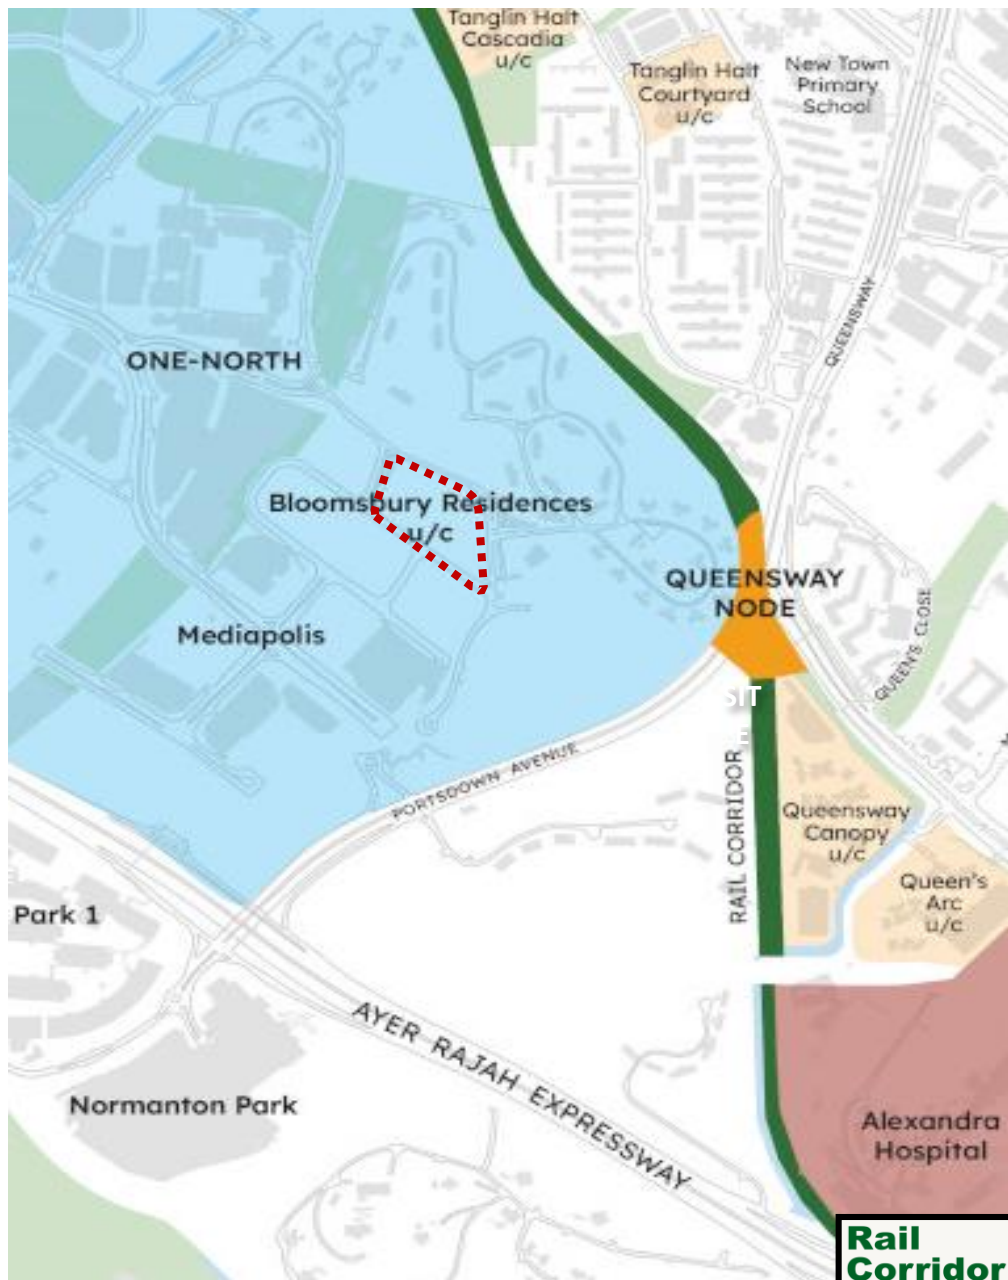 Tanglin Halt
Cascadia
u/c
Tanglin Halt
Courtyard
u/c
New Town
Primary
School
QUEENSWAY
ONE-NORTH
Bloomsbury Residences
u/c
QUEENSWAY
NODE
QUEEN'S CLOSE
Mediapolis
SIT
PORTSDOWN AVENUE
RAIL CORRIDOR
Queensway
Canopy
u/c
Queen's
Arc
u/c
Park 1
AYER RAJAH EXPRESSWAY
Normanton Park
Alexandra
Hospital
Rail
Corridor